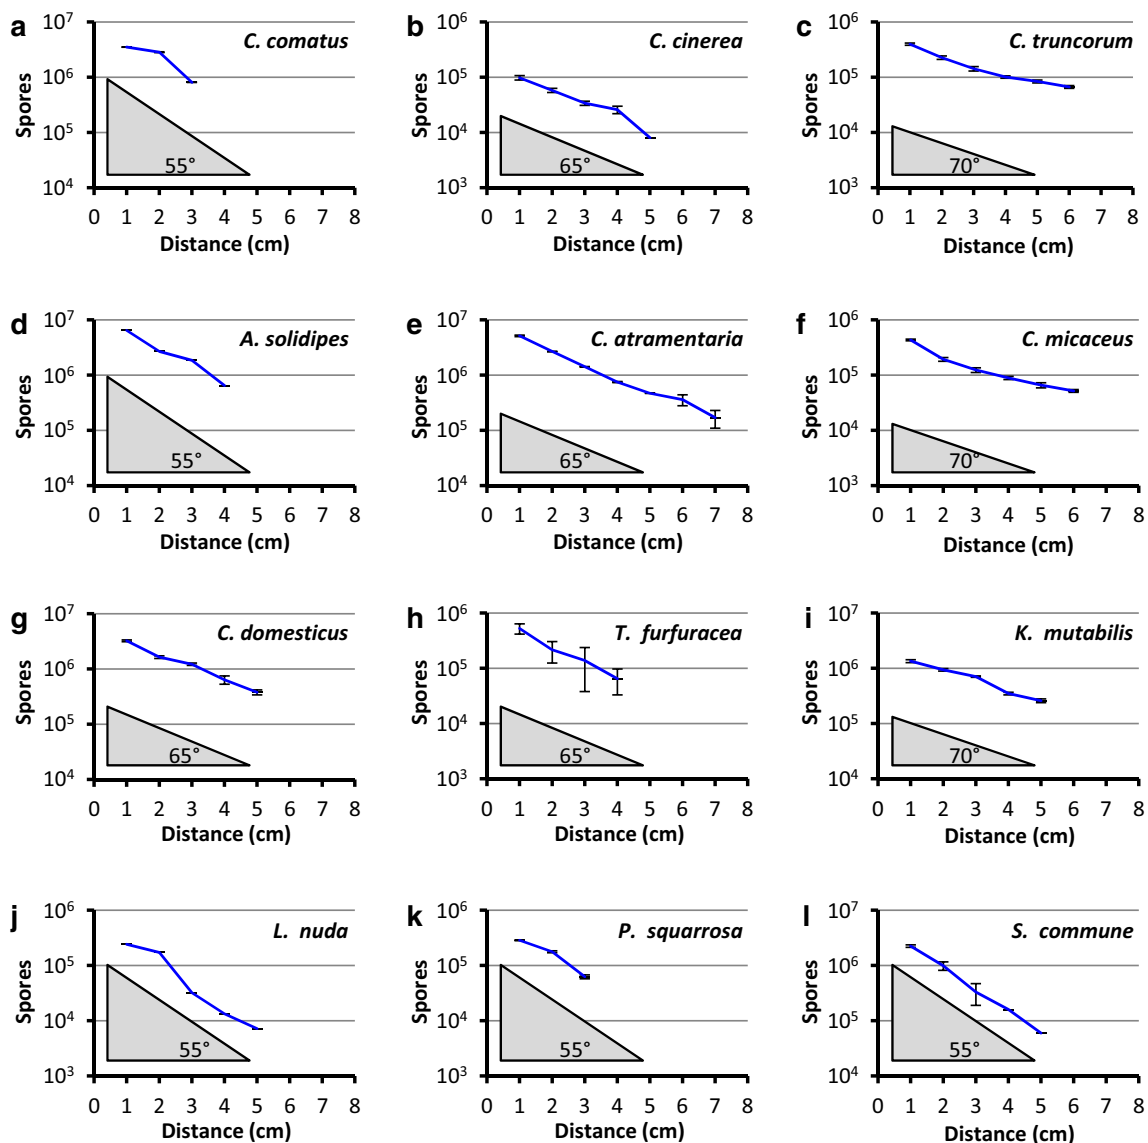 a
C. comatus
Spores
10⁷
10⁶
10⁵
10⁴
55°
0 1 2 3 4 5 6 7 8
Distance (cm)
b
C. cinerea
Spores
10⁶
10⁵
10⁴
10³
65°
0 1 2 3 4 5 6 7 8
Distance (cm)
c
C. truncorum
Spores
10⁶
10⁵
10⁴
10³
70°
0 1 2 3 4 5 6 7 8
Distance (cm)
d
A. solidipes
Spores
10⁷
10⁶
10⁵
10⁴
55°
0 1 2 3 4 5 6 7 8
Distance (cm)
e
C. atramentaria
Spores
10⁷
10⁶
10⁵
10⁴
65°
0 1 2 3 4 5 6 7 8
Distance (cm)
f
C. micaceus
Spores
10⁶
10⁵
10⁴
10³
70°
0 1 2 3 4 5 6 7 8
Distance (cm)
g
C. domesticus
Spores
10⁷
10⁶
10⁵
10⁴
65°
0 1 2 3 4 5 6 7 8
Distance (cm)
h
T. furfuracea
Spores
10⁶
10⁵
10⁴
10³
65°
0 1 2 3 4 5 6 7 8
Distance (cm)
i
K. mutabilis
Spores
10⁷
10⁶
10⁵
10⁴
70°
0 1 2 3 4 5 6 7 8
Distance (cm)
j
L. nuda
Spores
10⁶
10⁵
10⁴
10³
55°
0 1 2 3 4 5 6 7 8
Distance (cm)
k
P. squarrosa
Spores
10⁶
10⁵
10⁴
10³
55°
0 1 2 3 4 5 6 7 8
Distance (cm)
l
S. commune
Spores
10⁷
10⁶
10⁵
10⁴
55°
0 1 2 3 4 5 6 7 8
Distance (cm)